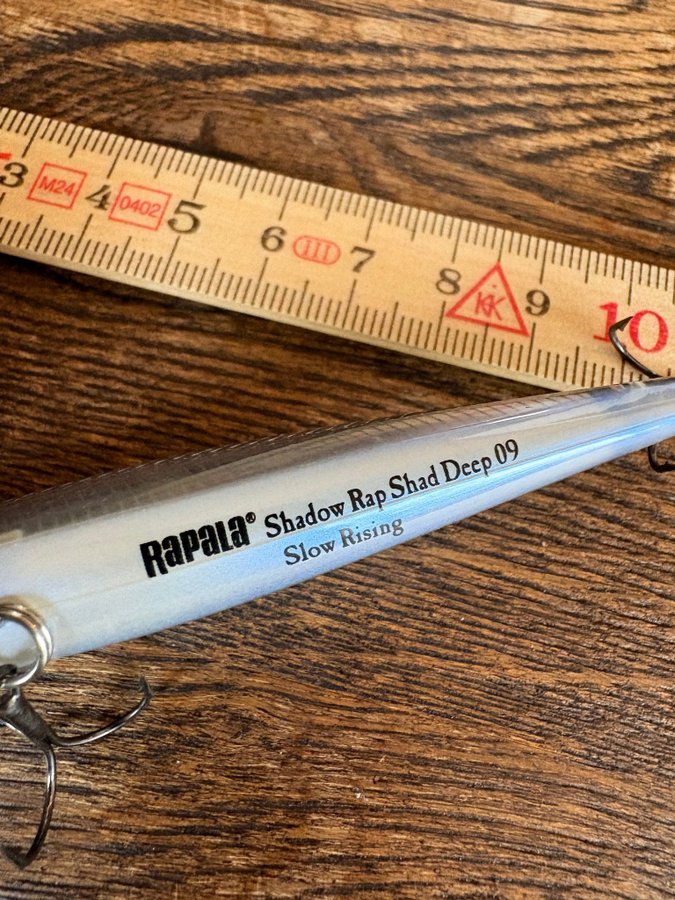 3 M24 4 0402 5 6 III 7 8 KK 9 10
RAPALA® Shadow Rap Shad Deep 09
Slow Rising